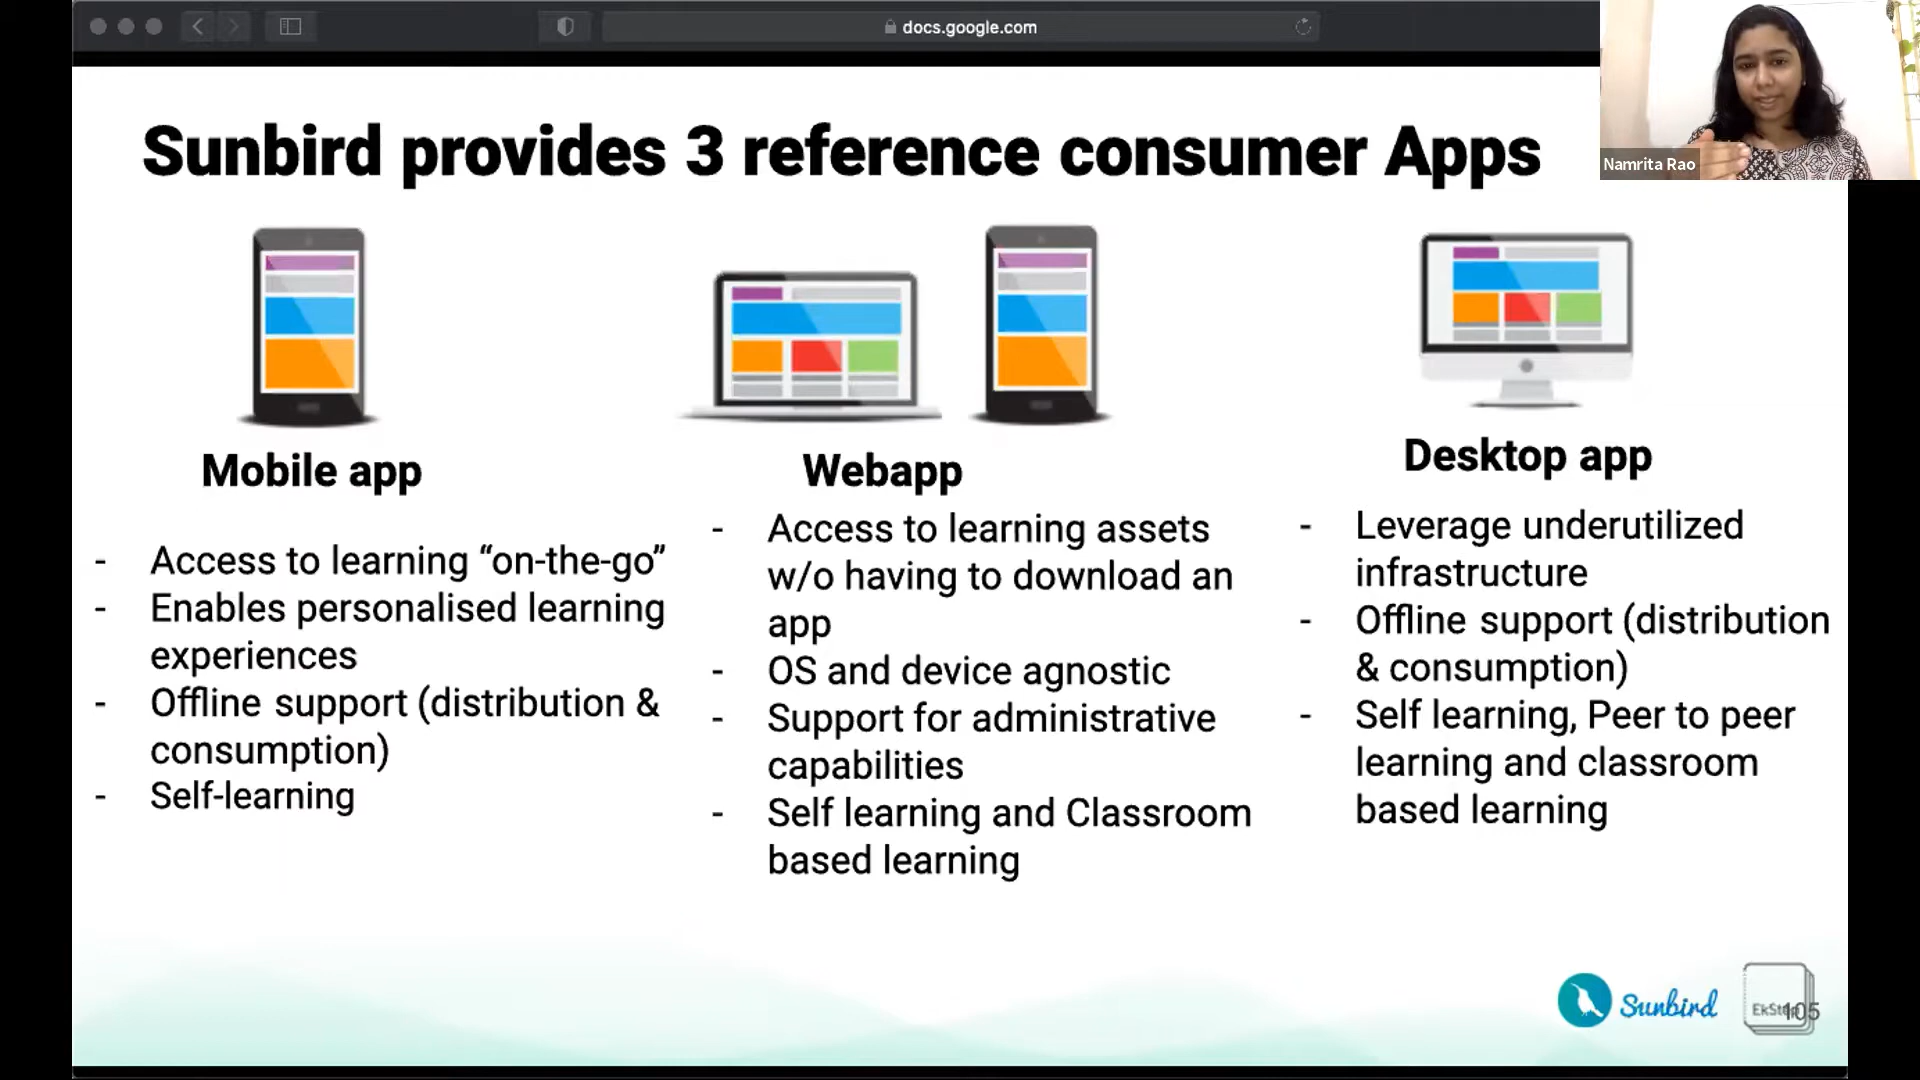 docs.google.com
Namrita Rao
Sunbird provides 3 reference consumer Apps
Mobile app
- Access to learning “on-the-go”
- Enables personalised learning
experiences
- Offline support (distribution &
consumption)
- Self-learning
Webapp
- Access to learning assets
w/o having to download an
app
- OS and device agnostic
- Support for administrative
capabilities
- Self learning and Classroom
based learning
Desktop app
- Leverage underutilized
infrastructure
- Offline support (distribution
& consumption)
- Self learning, Peer to peer
learning and classroom
based learning
Sunbird
105